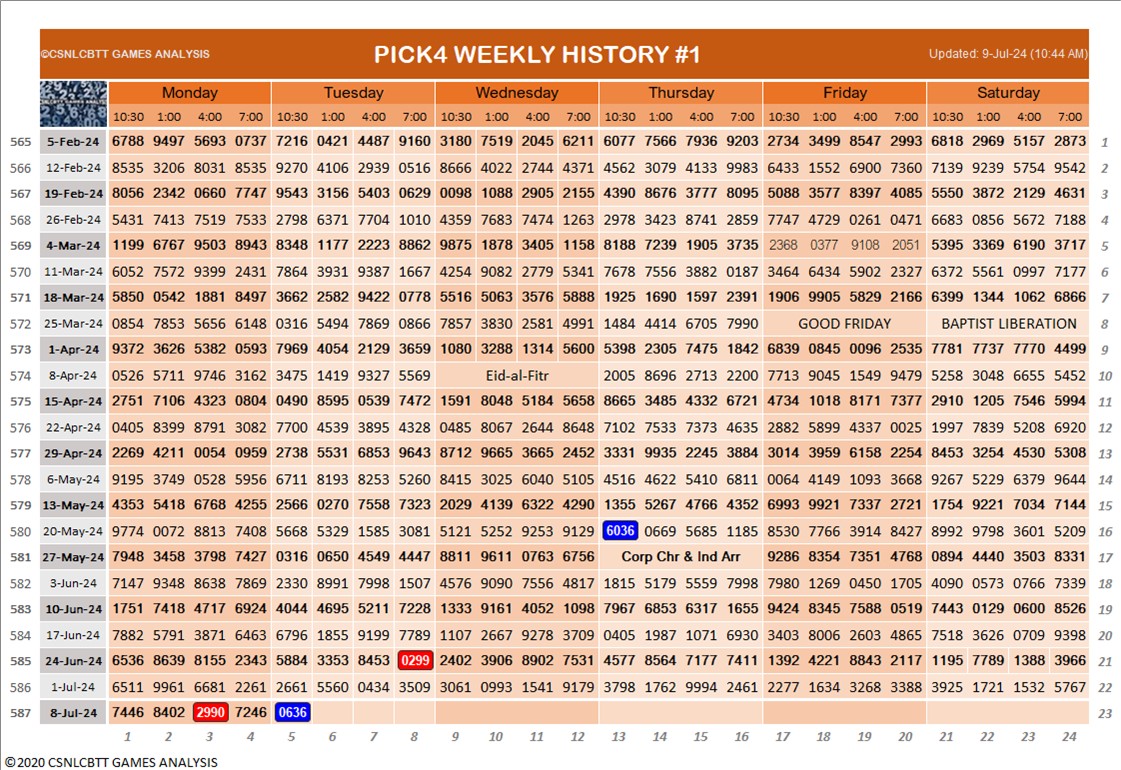 ©CSNLCBTT GAMES ANALYSIS PICK4 WEEKLY HISTORY #1 Updated: 9-Jul-24 (10:44 AM)
Monday Tuesday Wednesday Thursday Friday Saturday
10:30 1:00 4:00 7:00 10:30 1:00 4:00 7:00 10:30 1:00 4:00 12:00 10:30 1:00 4:00 7:00 10:30 1:00 4:00 7:00 10:30 1:00 4:00 7:00
565 5-Feb-24 6788 9497 5693 0737 7216 0421 4487 9160 3180 7519 2045 6211 6077 7566 7936 9203 2734 3499 8547 2993 6818 2969 5157 2873 1
566 12-Feb-24 8535 3206 8031 8535 9270 4106 2939 0516 8666 4022 2744 4371 4562 3079 4133 9983 6433 1552 6900 7360 7139 9239 5754 9542 2
567 19-Feb-24 8056 2342 0660 7747 9543 3156 5403 0629 0098 1088 2905 2155 4390 8676 3777 8095 5088 3577 8397 4085 5550 3872 2129 4631 3
568 26-Feb-24 5431 7413 7519 7533 2798 6371 7704 1010 4359 7683 7474 1263 2978 3423 8741 2859 7747 4729 0261 0471 6683 0856 5672 7188 4
569 4-Mar-24 1199 6767 9503 8943 8348 1177 2223 8862 9875 1878 3405 1158 8188 7239 1905 3735 2368 0377 9108 2051 5395 3369 6190 3717 5
570 11-Mar-24 6052 7572 9399 2431 7864 3931 9387 1667 4254 9082 2779 5341 7678 7556 3882 0187 3464 6434 5902 2327 6372 5561 0997 7177 6
571 18-Mar-24 5850 0542 1881 8497 3662 2582 9422 0778 5516 5063 3576 5888 1925 1690 1597 2391 1906 9905 5829 2166 6399 1344 1062 6866 7
572 25-Mar-24 0854 7853 5656 6148 0316 5494 7869 0866 7857 3830 2581 4991 1484 4414 6705 7990 GOOD FRIDAY BAPTIST LIBERATION 8
573 1-Apr-24 9372 3626 5382 0593 7969 4054 2129 3659 1080 3288 1314 5600 5398 2305 7475 1842 6839 0845 0096 2535 7781 7737 7770 4499 9
574 8-Apr-24 0526 5711 9746 3162 3475 1419 9327 5569 Eid-al-Fitr 2005 8696 2713 2200 7713 9045 1549 9479 5258 3048 6655 5452 10
575 15-Apr-24 2751 7106 4323 0804 0490 8595 0539 7472 1591 8048 5184 5658 8665 3485 4332 6721 4734 1018 8171 7377 2910 1205 7546 5994 11
576 22-Apr-24 0405 8399 8791 3082 7700 4539 3895 4328 0485 8067 2644 8648 7102 7533 7373 4635 2882 5899 4337 0025 1997 7839 5208 6920 12
577 29-Apr-24 2269 4211 0054 0959 2738 5531 6853 9643 8712 9665 3665 2452 3331 9935 2245 3884 3014 3959 6158 2254 8453 3254 4530 5308 13
578 6-May-24 9195 3749 0528 5956 6711 8193 8253 5260 8415 3025 6040 5105 4516 4622 5410 6811 0064 4149 1093 3668 9267 5229 6379 9644 14
579 13-May-24 4353 5418 6768 4255 2566 0270 7558 7323 2029 4139 6322 4290 1355 5267 4766 4352 6993 9921 7337 2721 1754 9221 7034 7144 15
580 20-May-24 9774 0072 8813 7408 5668 5329 1585 3081 5121 5252 9253 9129 6036 0669 5685 1185 8530 7766 3914 8427 8992 9798 3601 5209 16
581 27-May-24 7948 3458 3798 7427 0316 0650 4549 4447 8811 9611 0763 6756 Corp Chr & Ind Arr 9286 8354 7351 4768 0894 4440 3503 8331 17
582 3-Jun-24 7147 9348 8638 7869 2330 8991 7998 1507 4576 9090 7556 4817 1815 5179 5559 7998 7980 1269 0450 1705 4090 0573 0766 7339 18
583 10-Jun-24 1751 7418 4717 6924 4044 4695 5211 7228 1333 9161 4052 1098 7967 6853 6317 1655 9424 8345 7588 0519 7443 0129 0600 8526 19
584 17-Jun-24 7882 5791 3871 6463 6796 1855 9199 7789 1107 2667 9278 3709 0405 1987 1071 6930 3403 8006 2603 4865 7518 3626 0709 9398 20
585 24-Jun-24 6536 8639 8155 2343 5884 3353 8453 0299 2402 3906 8902 7531 4577 8564 7177 7411 1392 4221 8843 2117 1195 7789 1388 3966 21
586 1-Jul-24 6511 9961 6681 2261 2661 5560 0434 3509 3061 0993 1541 9179 3798 1762 9994 2461 2277 1634 3268 3388 3925 1721 1532 5767 22
587 8-Jul-24 7446 8402 2990 7246 0636 23
1 2 3 4 5 6 7 8 9 10 11 12 13 14 15 16 17 18 19 20 21 22 23 24
©2020 CSNLCBTT GAMES ANALYSIS